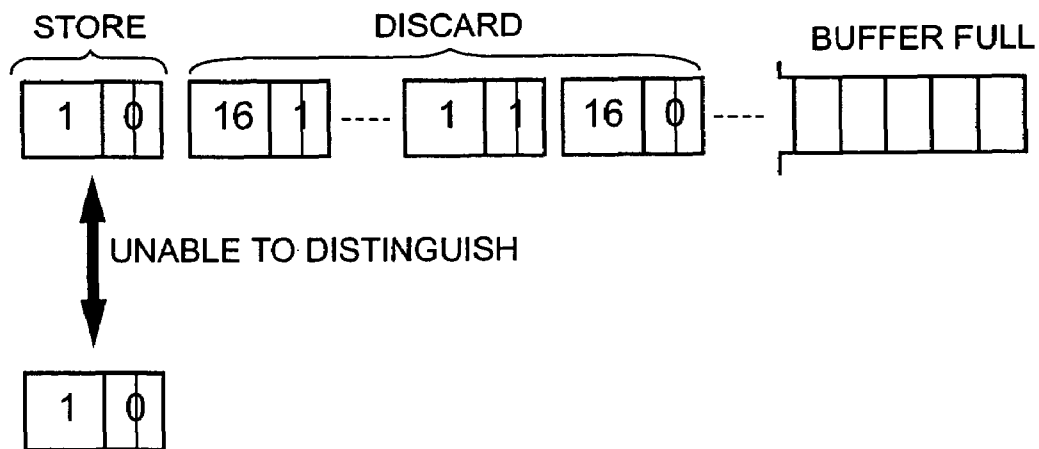 STORE DISCARD BUFFER FULL
1 0 16 1 ---- 1 1 16 0 ----
UNABLE TO DISTINGUISH
1 0